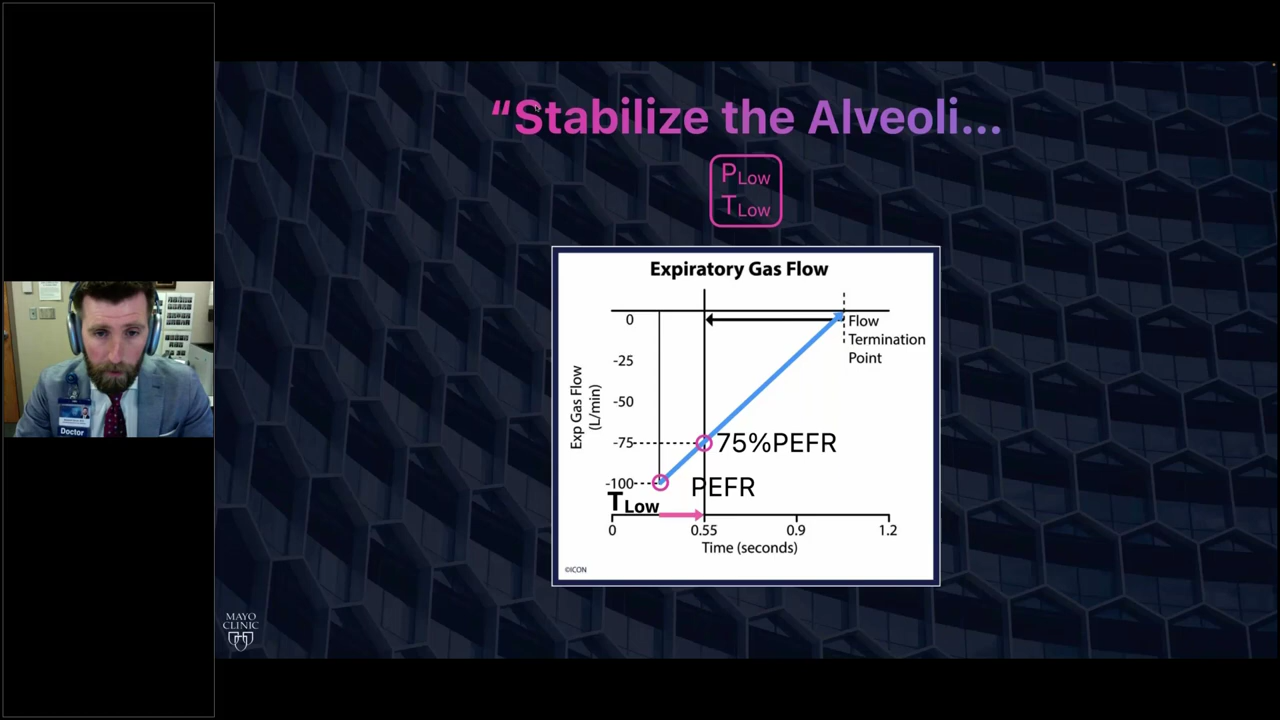 “Stabilize the Alveoli...
PLow
TLow
Expiratory Gas Flow
0
-25
-50
-75
-100
Exp Gas Flow
(L/min)
Flow
Termination
Point
75%PEFR
PEFR
TLow
0
0.55
0.9
1.2
Time (seconds)
©ICON
MAYO
CLINIC
Doctor